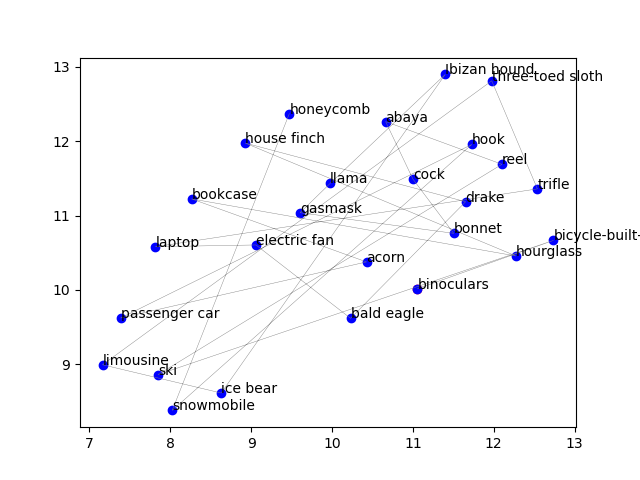 13
Ibizan hound
three-toed sloth
honeycomb
abaya
12
house finch
hook
reel
llama
cock
trifle
bookcase
drake
11
gasmask
bonnet
laptop
electric fan
bicycle-built-
hourglass
acorn
10
binoculars
passenger car
bald eagle
9
limousine
ski
ice bear
snowmobile
7 8 9 10 11 12 13